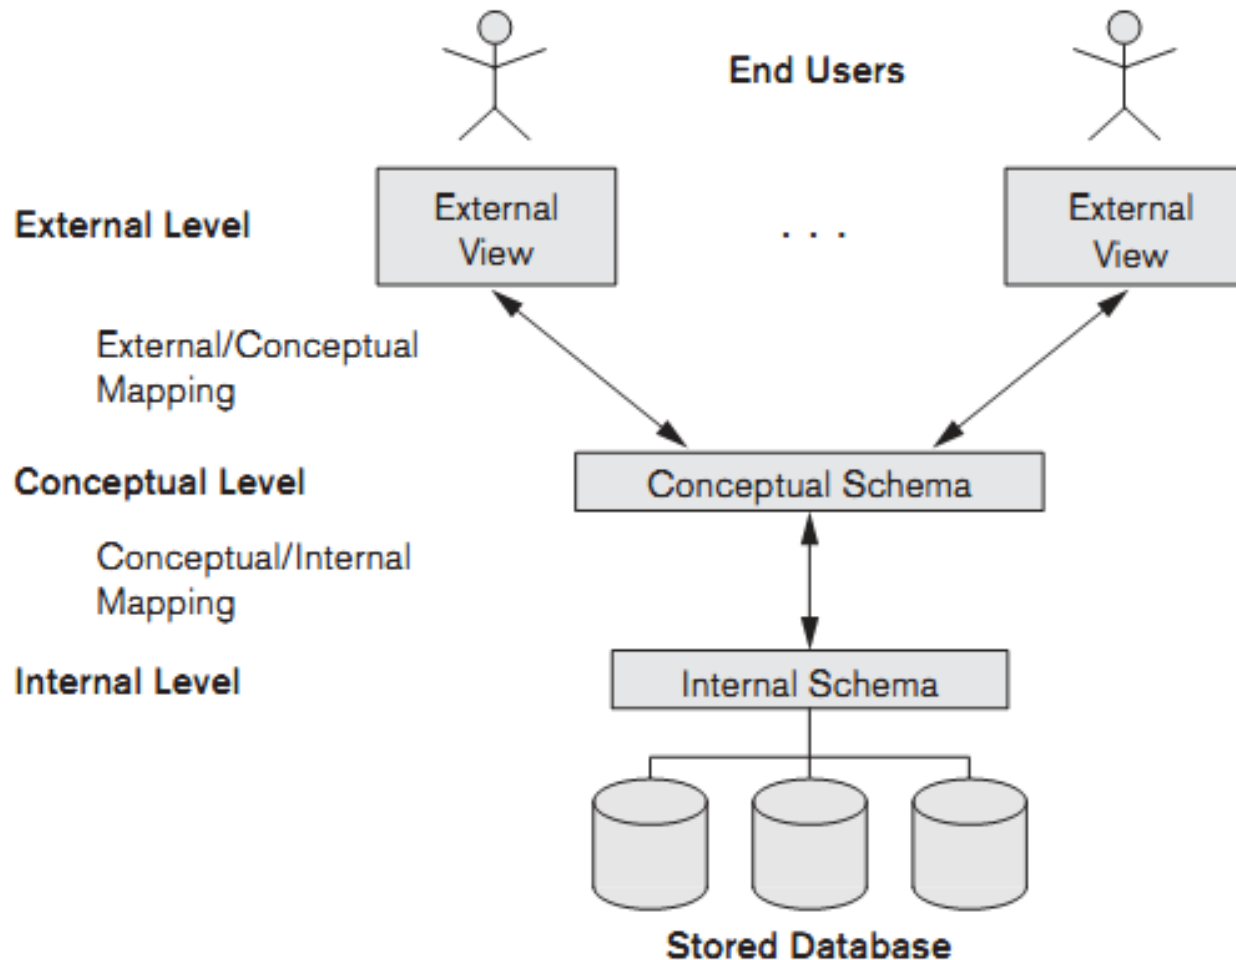 End Users
External Level
External
View
. . .
External
View
External/Conceptual
Mapping
Conceptual Level
Conceptual Schema
Conceptual/Internal
Mapping
Internal Level
Internal Schema
Stored Database